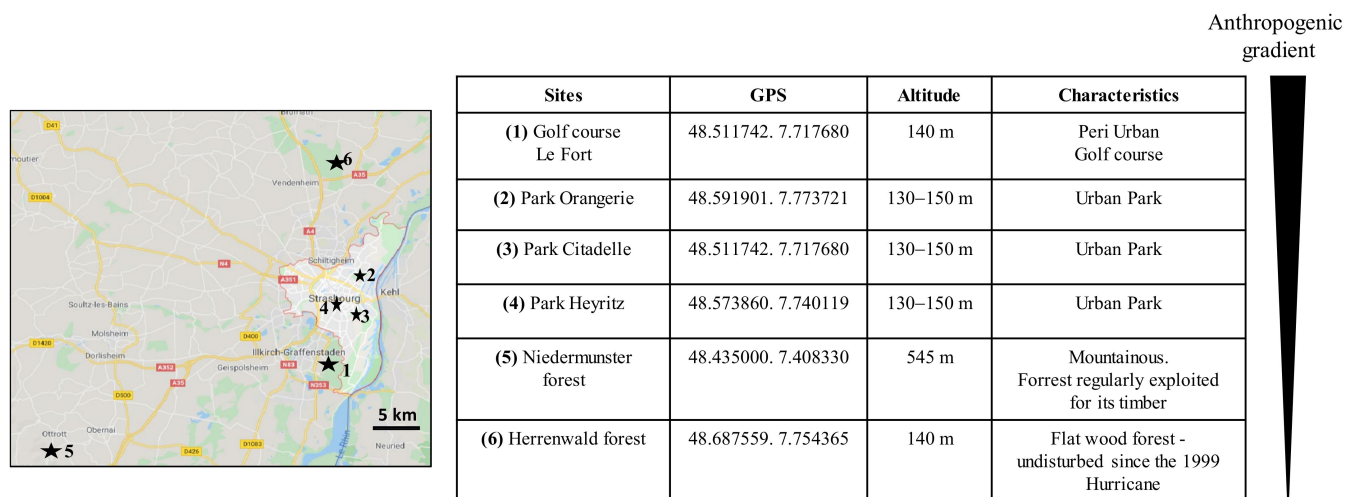 Anthropogenic
gradient
Sites GPS Altitude Characteristics
(1) Golf course
Le Fort
48.511742. 7.717680
140 m
Peri Urban
Golf course
(2) Park Orangerie
48.591901. 7.773721
130–150 m
Urban Park
(3) Park Citadelle
48.511742. 7.717680
130–150 m
Urban Park
(4) Park Heyritz
48.573860. 7.740119
130–150 m
Urban Park
(5) Niedermunster
forest
48.435000. 7.408330
545 m
Mountainous.
Forrest regularly exploited
for its timber
(6) Herrenwald forest
48.687559. 7.754365
140 m
Flat wood forest -
undisturbed since the 1999
Hurricane
D41
moutier
6
A35
Vendenheim
D1004
A4
N4
Schiltigheim
A351
2
Kehl
Strasbourg
4
3
Soultz-les-Bains
Molsheim
D400
D1420
Dorlisheim
Illkirch-Graffenstaden
A352
Geispolsheim
N83
1
A35
N353
D500
5 km
Ottrott
Obernai
5
D1083
D426
Le Rhin
Neuried